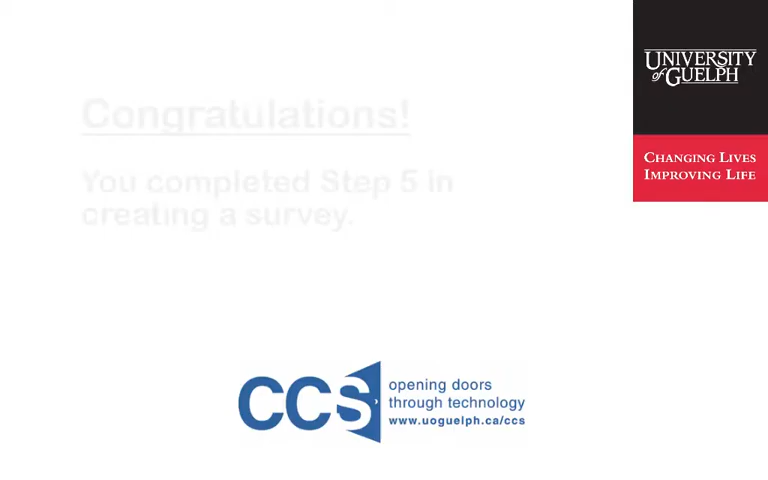 UNIVERSITY
of GUELPH
Congratulations!
CHANGING LIVES
IMPROVING LIFE
You completed Step 5 in
creating a survey.
CCS
opening doors
through technology
www.uoguelph.ca/ccs